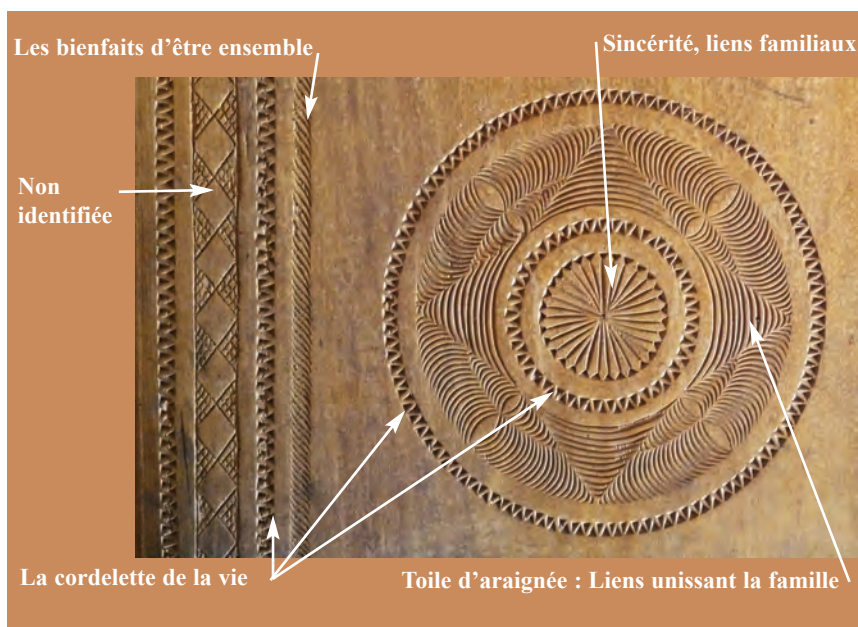 Les bienfaits d’être ensemble
Sincérité, liens familiaux
Non
identifiée
La cordelette de la vie
Toile d’araignée : Liens unissant la famille